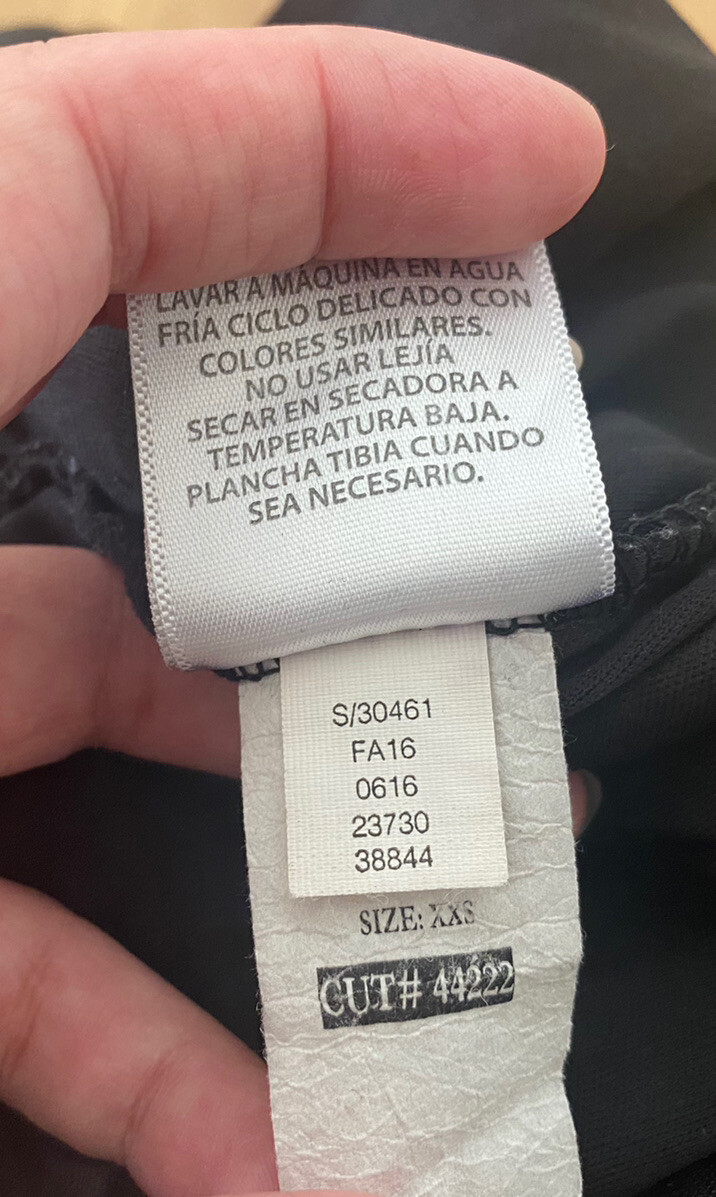 LAVAR A MÁQUINA EN AGUA
FRÍA CICLO DELICADO CON
COLORES SIMILARES.
NO USAR LEJÍA
SECAR EN SECADORA A
TEMPERATURA BAJA.
PLANCHA TIBIA CUANDO
SEA NECESARIO.
S/30461
FA16
0616
23730
38844
SIZE: XXS
CUT# 44222